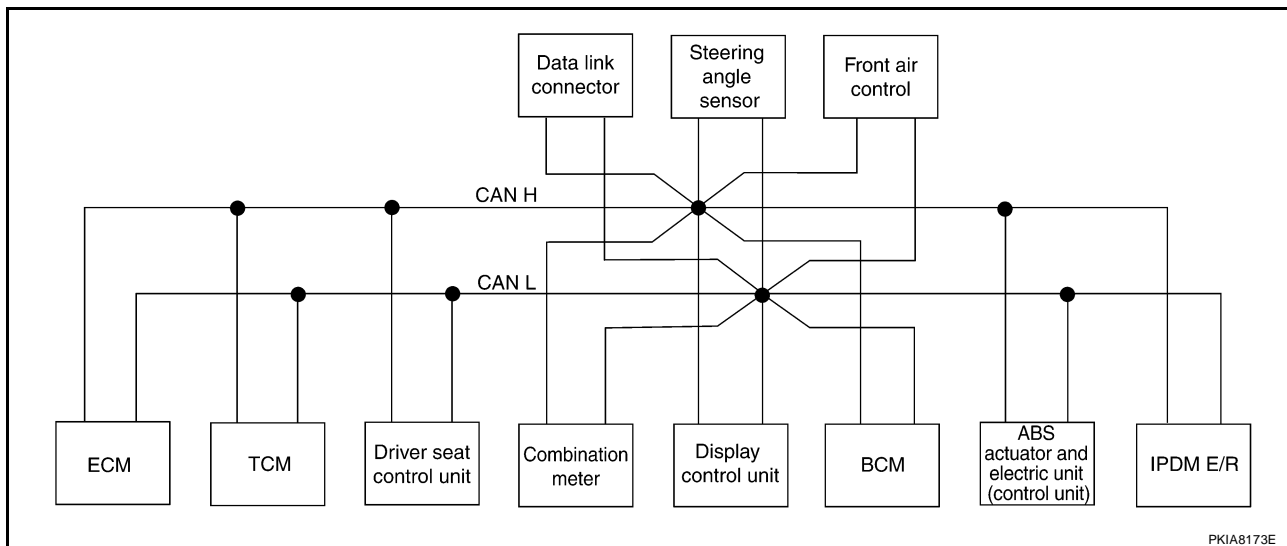 Data link
connector
Steering
angle
sensor
Front air
control
CAN H
CAN L
ECM
TCM
Driver seat
control unit
Combination
meter
Display
control unit
BCM
ABS
actuator and
electric unit
(control unit)
IPDM E/R
PKIA8173E